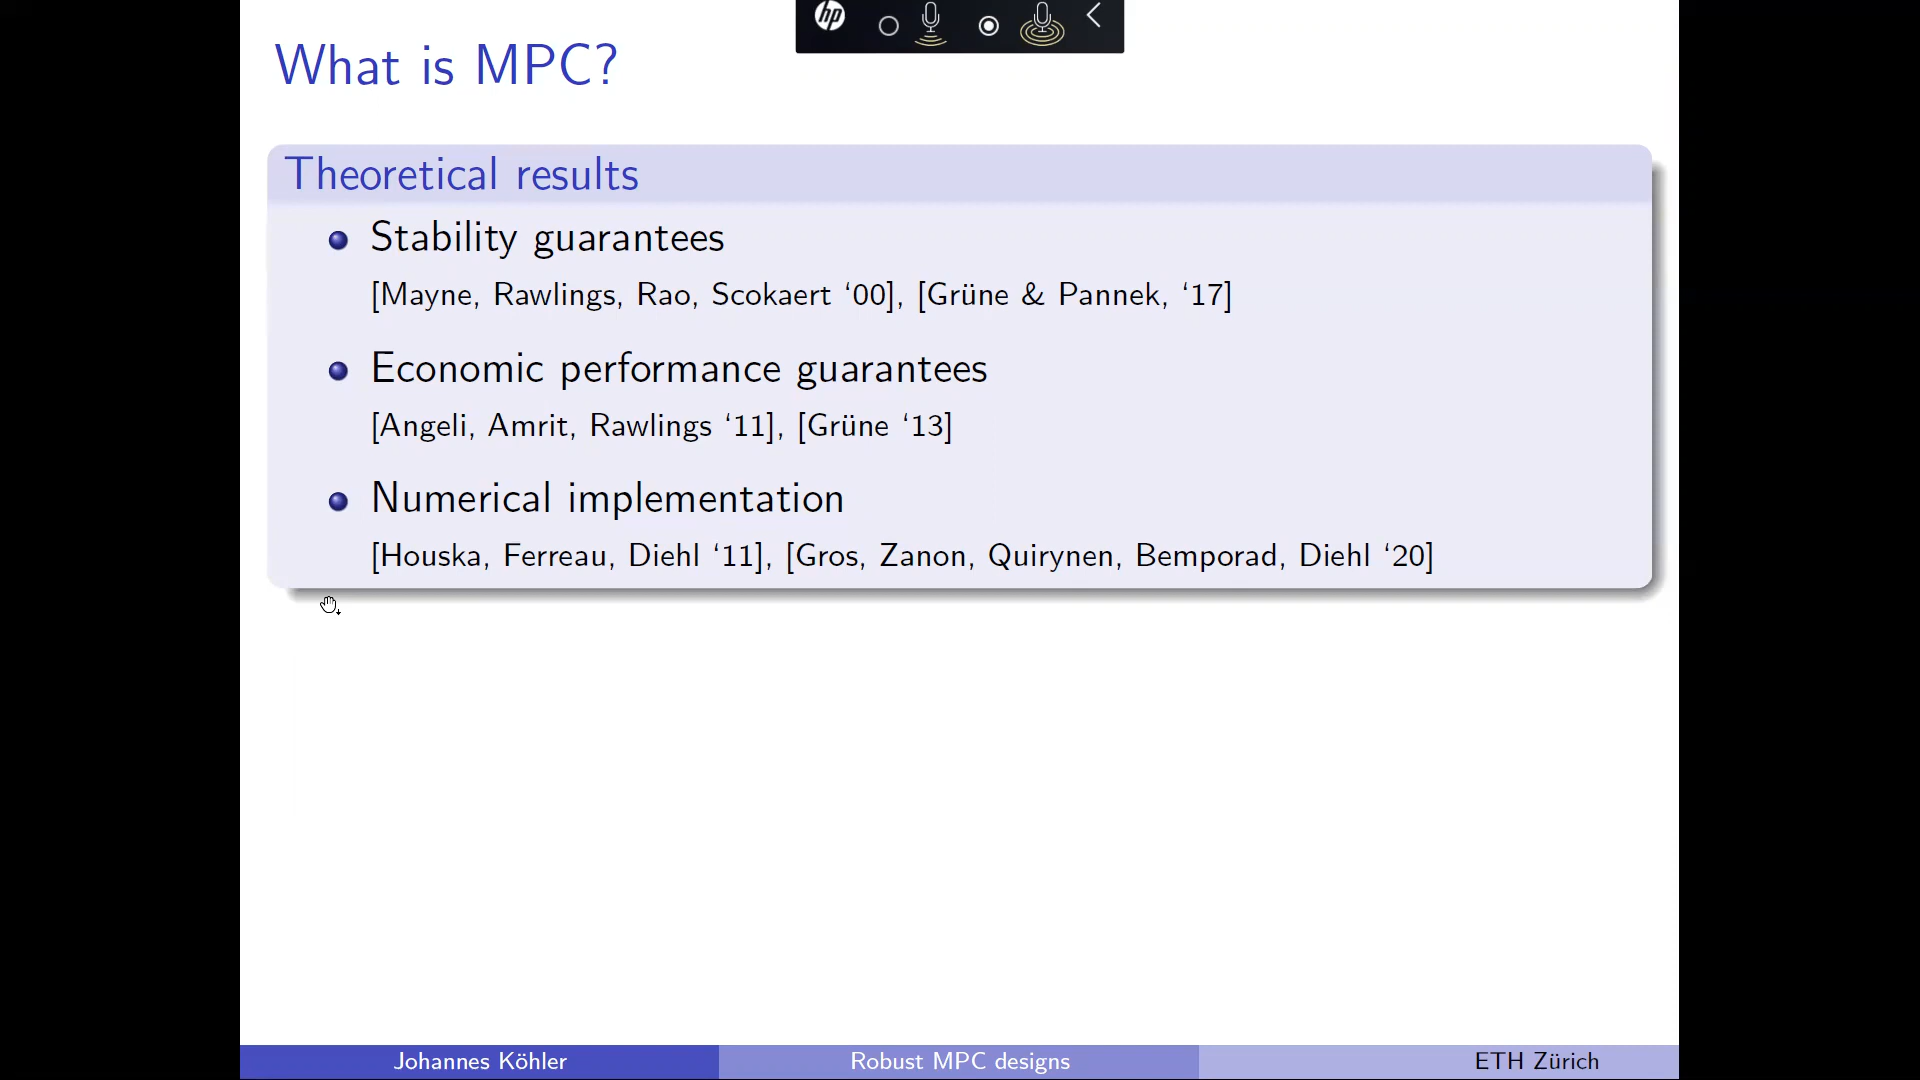 hp
What is MPC?
Theoretical results
Stability guarantees
[Mayne, Rawlings, Rao, Scokaert ‘00], [Grüne & Pannek, ‘17]
Economic performance guarantees
[Angeli, Amrit, Rawlings ‘11], [Grüne ‘13]
Numerical implementation
[Houska, Ferreau, Diehl ‘11], [Gros, Zanon, Quirynen, Bemporad, Diehl ‘20]
Johannes Köhler
Robust MPC designs
ETH Zürich